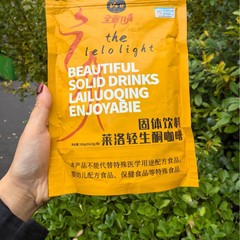 the
lelolight
BEAUTIFUL
SOLID DRINKS
LAILUOQING
ENJOYABIE
固体饮料
莱洛轻生酮咖啡
本产品不能代替特殊医学用途配方食品、
婴幼儿配方食品、保健食品等特殊食品